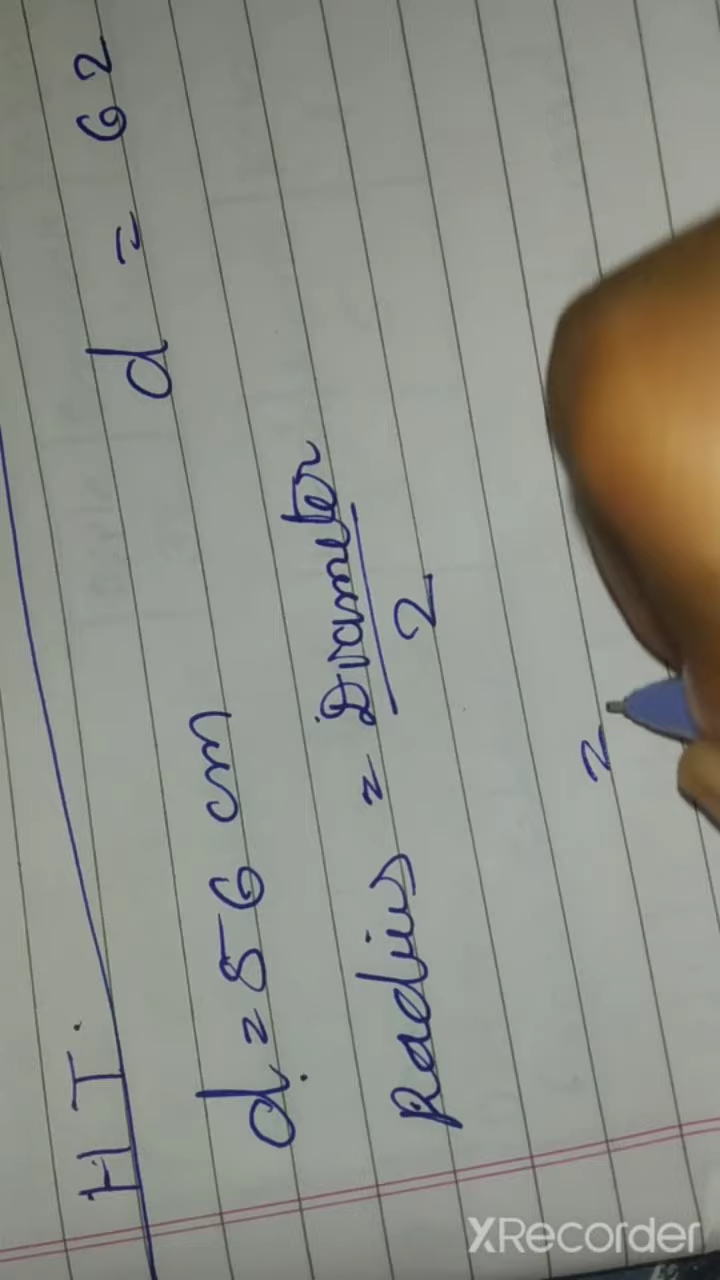 H T.
d = 62
d = 56 cm
Radius = Diameter
2
=
XRecorder